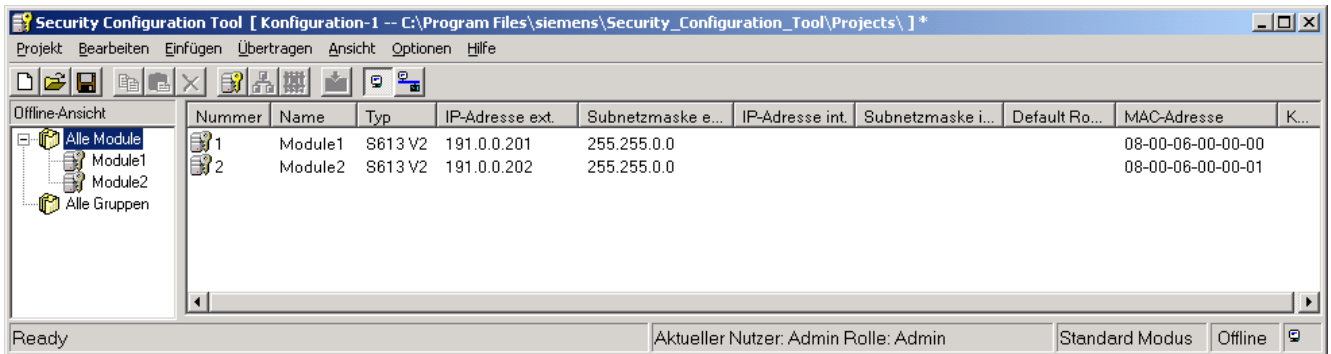 Security Configuration Tool [ Konfiguration-1 -- C:\Program Files\siemens\Security_Configuration_Tool\Projects\ ] *
Projekt Bearbeiten Einfügen Übertragen Ansicht Optionen Hilfe
Offline-Ansicht
Alle Module
Module1
Module2
Alle Gruppen
Nummer Name Typ IP-Adresse ext. Subnetzmaske e... IP-Adresse int. Subnetzmaske i... Default Ro... MAC-Adresse K...
1 Module1 S613 V2 191.0.0.201 255.255.0.0 08-00-06-00-00-00
2 Module2 S613 V2 191.0.0.202 255.255.0.0 08-00-06-00-00-01
Ready Aktueller Nutzer: Admin Rolle: Admin Standard Modus Offline